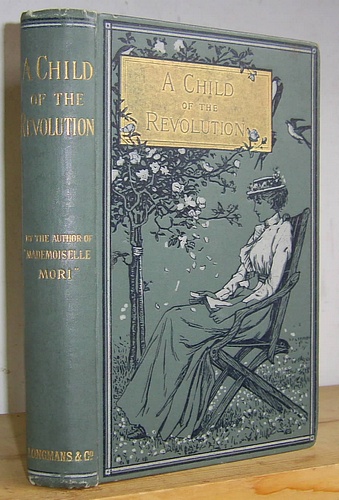 A CHILD
OF THE
REVOLUTION
BY THE AUTHOR OF
"MADEMOISELLE
MORI"
LONGMANS & Co.
A CHILD
OF THE
REVOLUTION